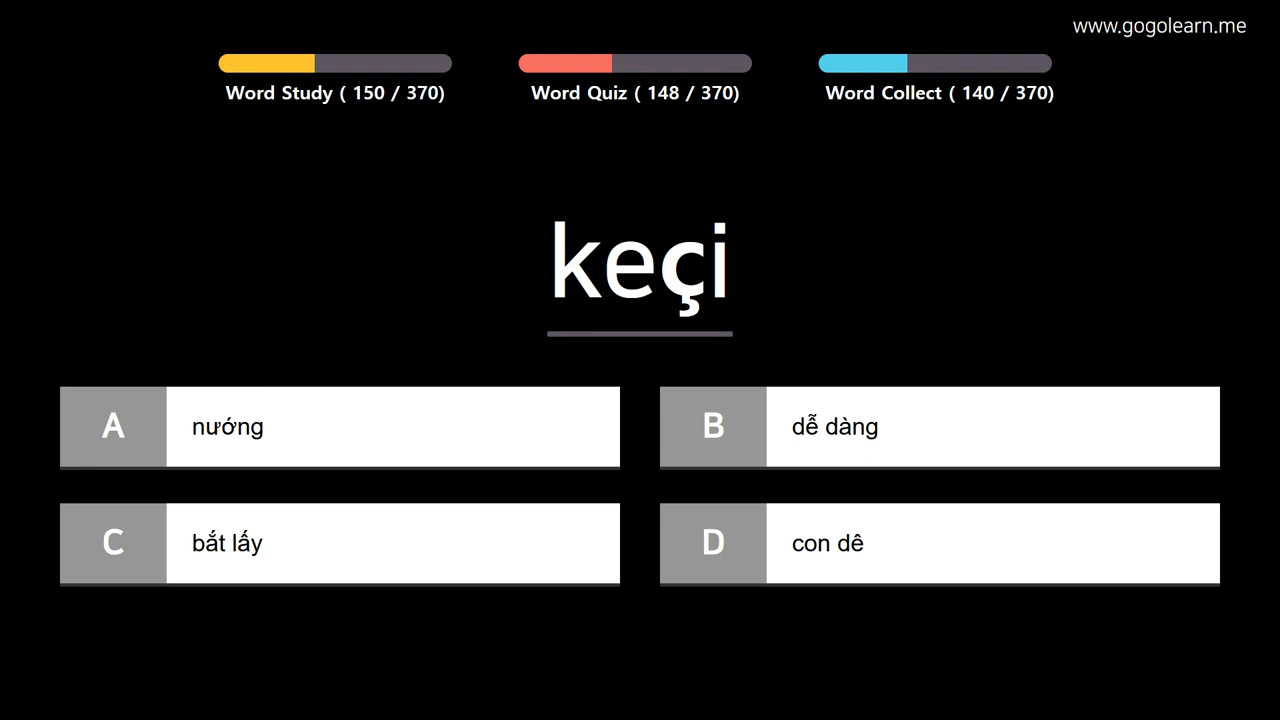 www.gogolearn.me
Word Study ( 150 / 370)
Word Quiz ( 148 / 370)
Word Collect ( 140 / 370)
keçi
A
nướng
B
dễ dàng
C
bắt lấy
D
con dê